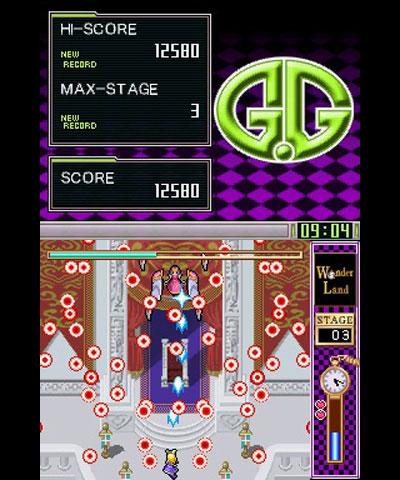 HI-SCORE
NEW
RECORD
12580
MAX-STAGE
NEW
RECORD
3
G.G
SCORE
12580
09:04
Wonder
Land
STAGE
03